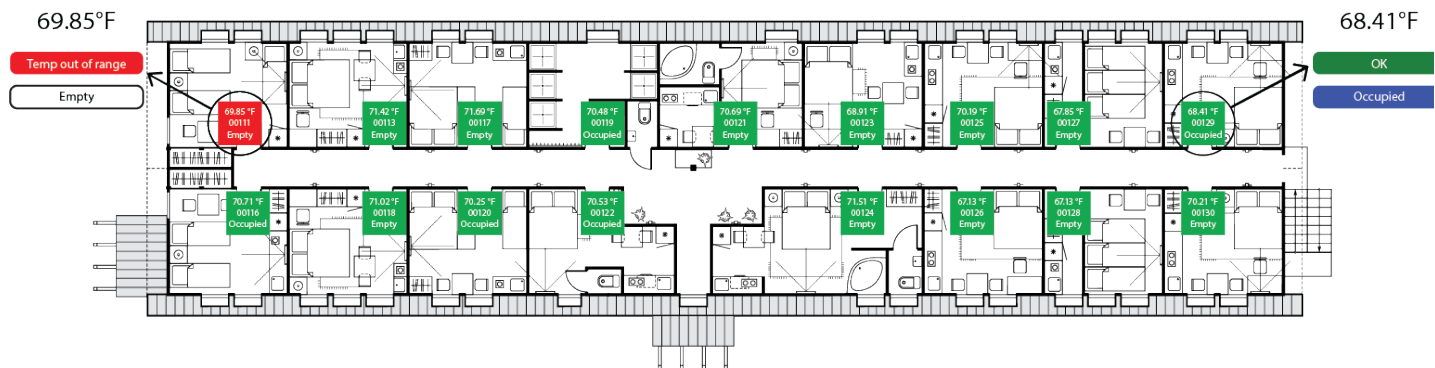 69.85°F
Temp out of range
Empty
68.41°F
OK
Occupied
69.85 °F
00111
Empty
71.42 °F
00113
Empty
71.69 °F
00117
Empty
70.48 °F
00119
Occupied
70.69 °F
00121
Empty
68.91 °F
00123
Empty
70.19 °F
00125
Empty
67.85 °F
00127
Empty
68.41 °F
00129
Occupied
70.71 °F
00116
Occupied
71.02 °F
00118
Empty
70.25 °F
00120
Occupied
70.53 °F
00122
Occupied
71.51 °F
00124
Empty
67.13 °F
00126
Empty
67.13 °F
00128
Empty
70.21 °F
00130
Empty